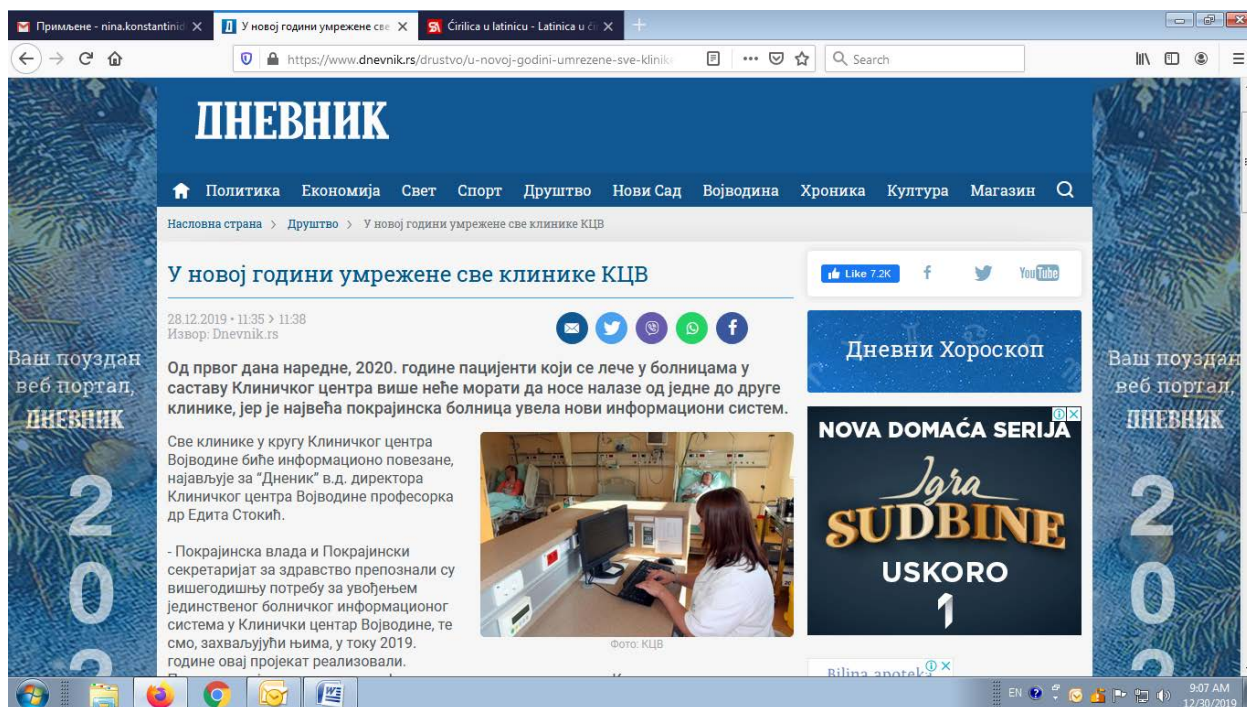 Примљене - nina.konstantinid
У новој години умрежене све
Ćirilica u latinicu - Latinica u ći
https://www.dnevnik.rs/drustvo/u-novoj-godini-umrezene-sve-klinik
Search
ДНЕВНИК
Политика Економија Свет Спорт Друштво Нови Сад Војводина Хроника Култура Магазин
Насловна страна > Друштво > У новој години умрежене све клинике КЦВ
У новој години умрежене све клинике КЦВ
28.12.2019 • 11:35 > 11:38
Извор: Dnevnik.rs
Од првог дана наредне, 2020. године пацијенти који се лече у болницама у
саставу Клиничког центра више неће морати да носе налазе од једне до друге
клинике, јер је највећа покрајинска болница увела нови информациони систем.
Све клинике у кругу Клиничког центра
Војводине биће информационо повезане,
најављује за “Дненик” в.д. директора
Клиничког центра Војводине професорка
др Едита Стокић.
- Покрајинска влада и Покрајински
секретаријат за здравство препознали су
вишегодишњу потребу за увођењем
јединственог болничког информационог
система у Клинички центар Војводине, те
смо, захваљујући њима, у току 2019.
године овај пројекат реализовали.
Фото: КЦВ
Like 7.2K
YouTube
Дневни Хороскоп
NOVA DOMAĆA SERIJA
Igra
SUDBINE
USKORO
1
Bilina apoteka
Ваш поуздан
веб портал,
ДНЕВНИК
2
0
2
Ваш поуздан
веб портал,
ДНЕВНИК
2
0
2
EN
9:07 AM
12/30/2019